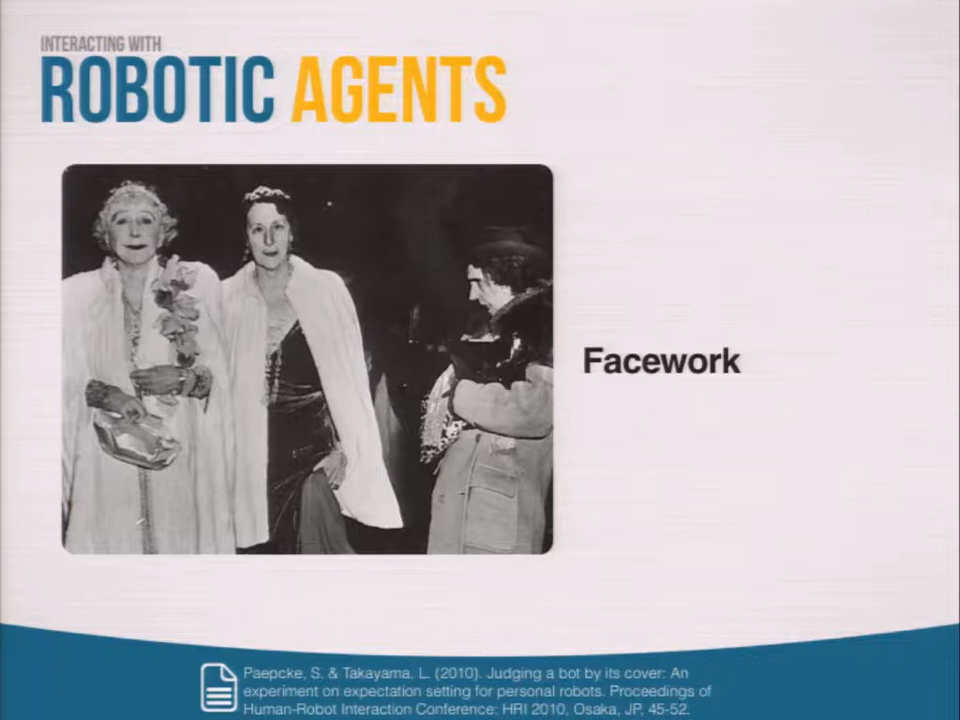 INTERACTING WITH
ROBOTIC AGENTS
Facework
Paepcke, S. & Takayama, L. (2010). Judging a bot by its cover: An
experiment on expectation setting for personal robots. Proceedings of
Human-Robot Interaction Conference: HRI 2010, Osaka, JP, 45-52.